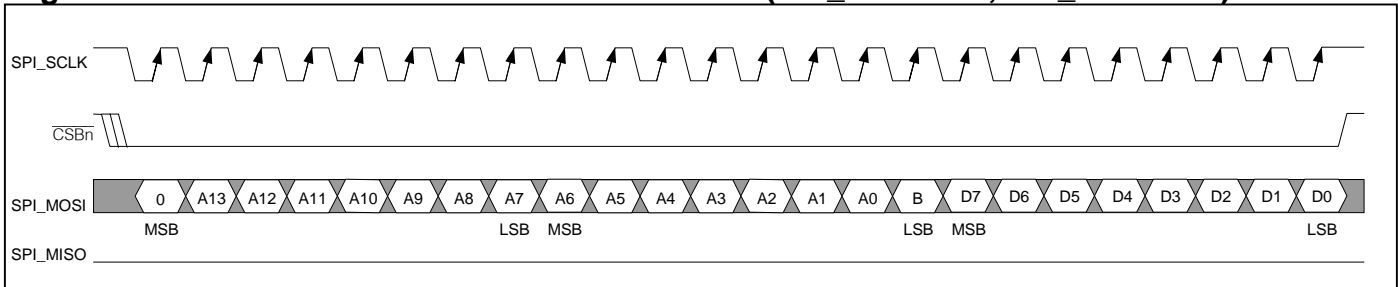 SPI_SCLK
CSBn
SPI_MOSI 0 A13 A12 A11 A10 A9 A8 A7 A6 A5 A4 A3 A2 A1 A0 B D7 D6 D5 D4 D3 D2 D1 D0
MSB LSB MSB LSB MSB LSB
SPI_MISO